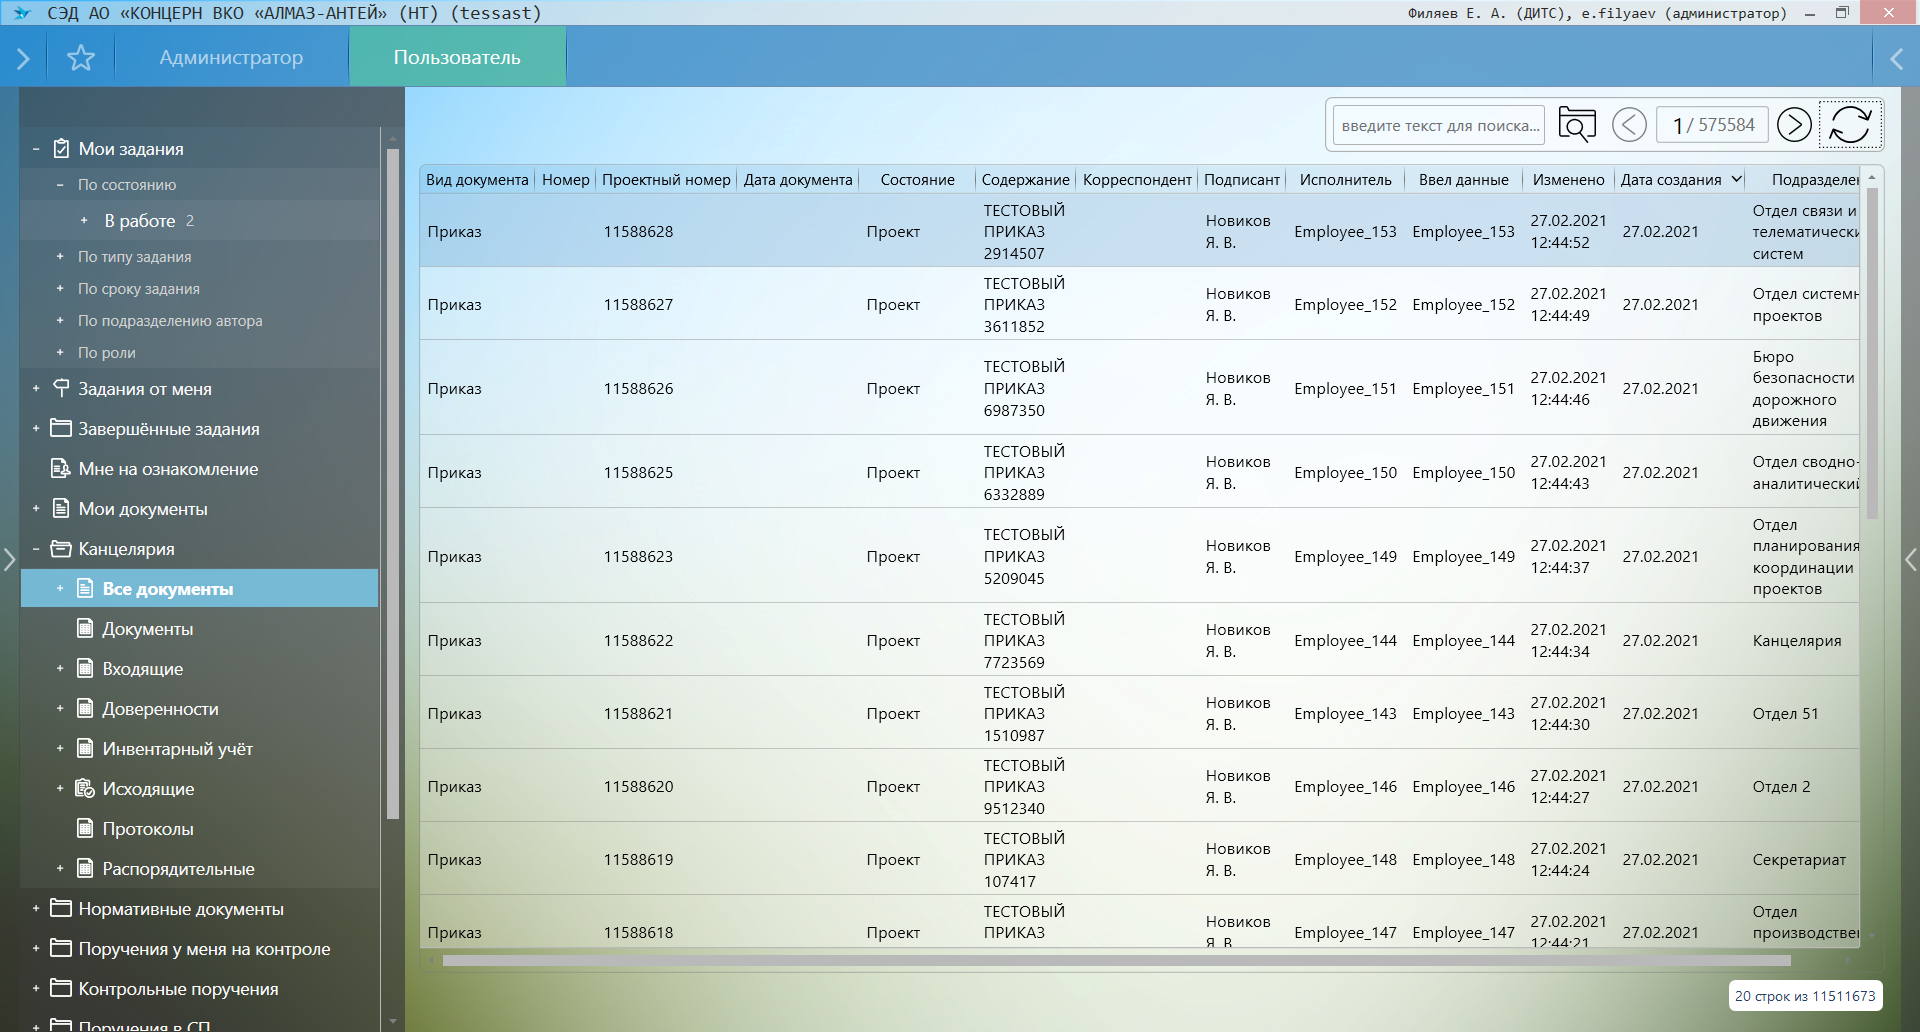 СЭД АО «КОНЦЕРН ВКО «АЛМАЗ-АНТЕЙ» (НТ) (tessast)
Филяев Е. А. (ДИТС), e.filyaev (администратор)
Администратор
Пользователь
Мои задания
По состоянию
В работе 2
По типу задания
По сроку задания
По подразделению автора
По роли
Задания от меня
Завершённые задания
Мне на ознакомление
Мои документы
Канцелярия
Все документы
Документы
Входящие
Доверенности
Инвентарный учёт
Исходящие
Протоколы
Распорядительные
Нормативные документы
Поручения у меня на контроле
Контрольные поручения
Поручения в СП
введите текст для поиска...
1 / 575584
Вид документа Номер Проектный номер Дата документа Состояние Содержание Корреспондент Подписант Исполнитель Ввел данные Изменено Дата создания Подразделен
Приказ 11588628 Проект ТЕСТОВЫЙ ПРИКАЗ 2914507 Новиков Я. В. Employee_153 Employee_153 27.02.2021 12:44:52 27.02.2021 Отдел связи и телематически систем
Приказ 11588627 Проект ТЕСТОВЫЙ ПРИКАЗ 3611852 Новиков Я. В. Employee_152 Employee_152 27.02.2021 12:44:49 27.02.2021 Отдел системн проектов
Приказ 11588626 Проект ТЕСТОВЫЙ ПРИКАЗ 6987350 Новиков Я. В. Employee_151 Employee_151 27.02.2021 12:44:46 27.02.2021 Бюро безопасности дорожного движения
Приказ 11588625 Проект ТЕСТОВЫЙ ПРИКАЗ 6332889 Новиков Я. В. Employee_150 Employee_150 27.02.2021 12:44:43 27.02.2021 Отдел сводно-аналитический
Приказ 11588623 Проект ТЕСТОВЫЙ ПРИКАЗ 5209045 Новиков Я. В. Employee_149 Employee_149 27.02.2021 12:44:37 27.02.2021 Отдел планирования координации проектов
Приказ 11588622 Проект ТЕСТОВЫЙ ПРИКАЗ 7723569 Новиков Я. В. Employee_144 Employee_144 27.02.2021 12:44:34 27.02.2021 Канцелярия
Приказ 11588621 Проект ТЕСТОВЫЙ ПРИКАЗ 1510987 Новиков Я. В. Employee_143 Employee_143 27.02.2021 12:44:30 27.02.2021 Отдел 51
Приказ 11588620 Проект ТЕСТОВЫЙ ПРИКАЗ 9512340 Новиков Я. В. Employee_146 Employee_146 27.02.2021 12:44:27 27.02.2021 Отдел 2
Приказ 11588619 Проект ТЕСТОВЫЙ ПРИКАЗ 107417 Новиков Я. В. Employee_148 Employee_148 27.02.2021 12:44:24 27.02.2021 Секретариат
Приказ 11588618 Проект ТЕСТОВЫЙ ПРИКАЗ Новиков Я. В. Employee_147 Employee_147 27.02.2021 12:44:21 27.02.2021 Отдел производствен
20 строк из 11511673